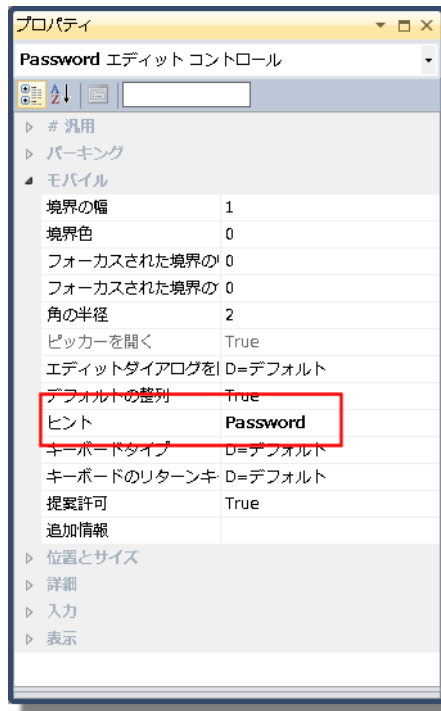 プロパティ
Password エディット コントロール
# 汎用
パーキング
モバイル
境界の幅 1
境界色 0
フォーカスされた境界の 0
フォーカスされた境界の 0
角の半径 2
ピッカーを開く True
エディットダイアログを D=デフォルト
デフォルトの整列 True
ヒント Password
キーボードタイプ D=デフォルト
キーボードのリターンキ D=デフォルト
提案許可 True
追加情報
位置とサイズ
詳細
入力
表示